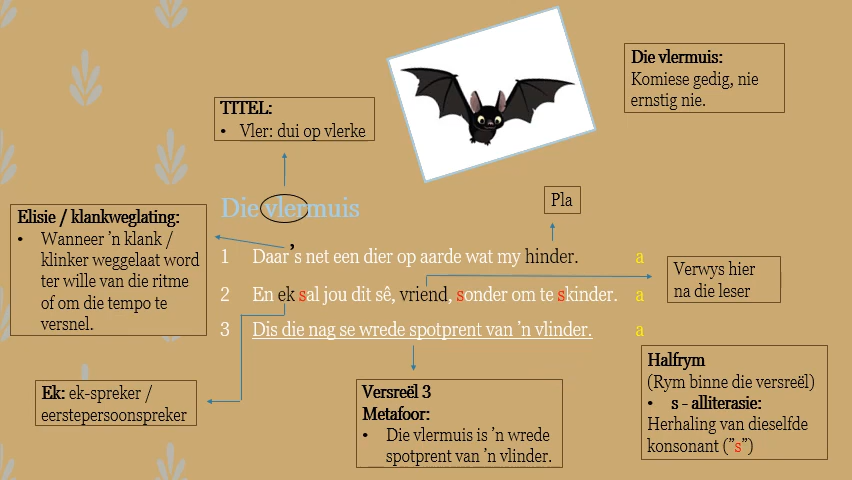 Die vlermuis:
Komiese gedig, nie
ernstig nie.
TITEL:
• Vler: dui op vlerke
Pla
Elisie / klankweglating:
• Wanneer 'n klank /
klinker weggelaat word
ter wille van die ritme
of om die tempo te
versnel.
Die vlermuis
1 Daar's net een dier op aarde wat my hinder. a
2 En ek sal jou dit sê, vriend, sonder om te skinder. a
3 Dis die nag se wrede spotprent van 'n vlinder. a
Verwys hier
na die leser
Ek: ek-spreker /
eerstepersoonspreker
Versreël 3
Metafoor:
• Die vlermuis is 'n wrede
spotprent van 'n vlinder.
Halfrym
(Rym binne die versreël)
• s - alliterasie:
Herhaling van dieselfde
konsonant ("s")